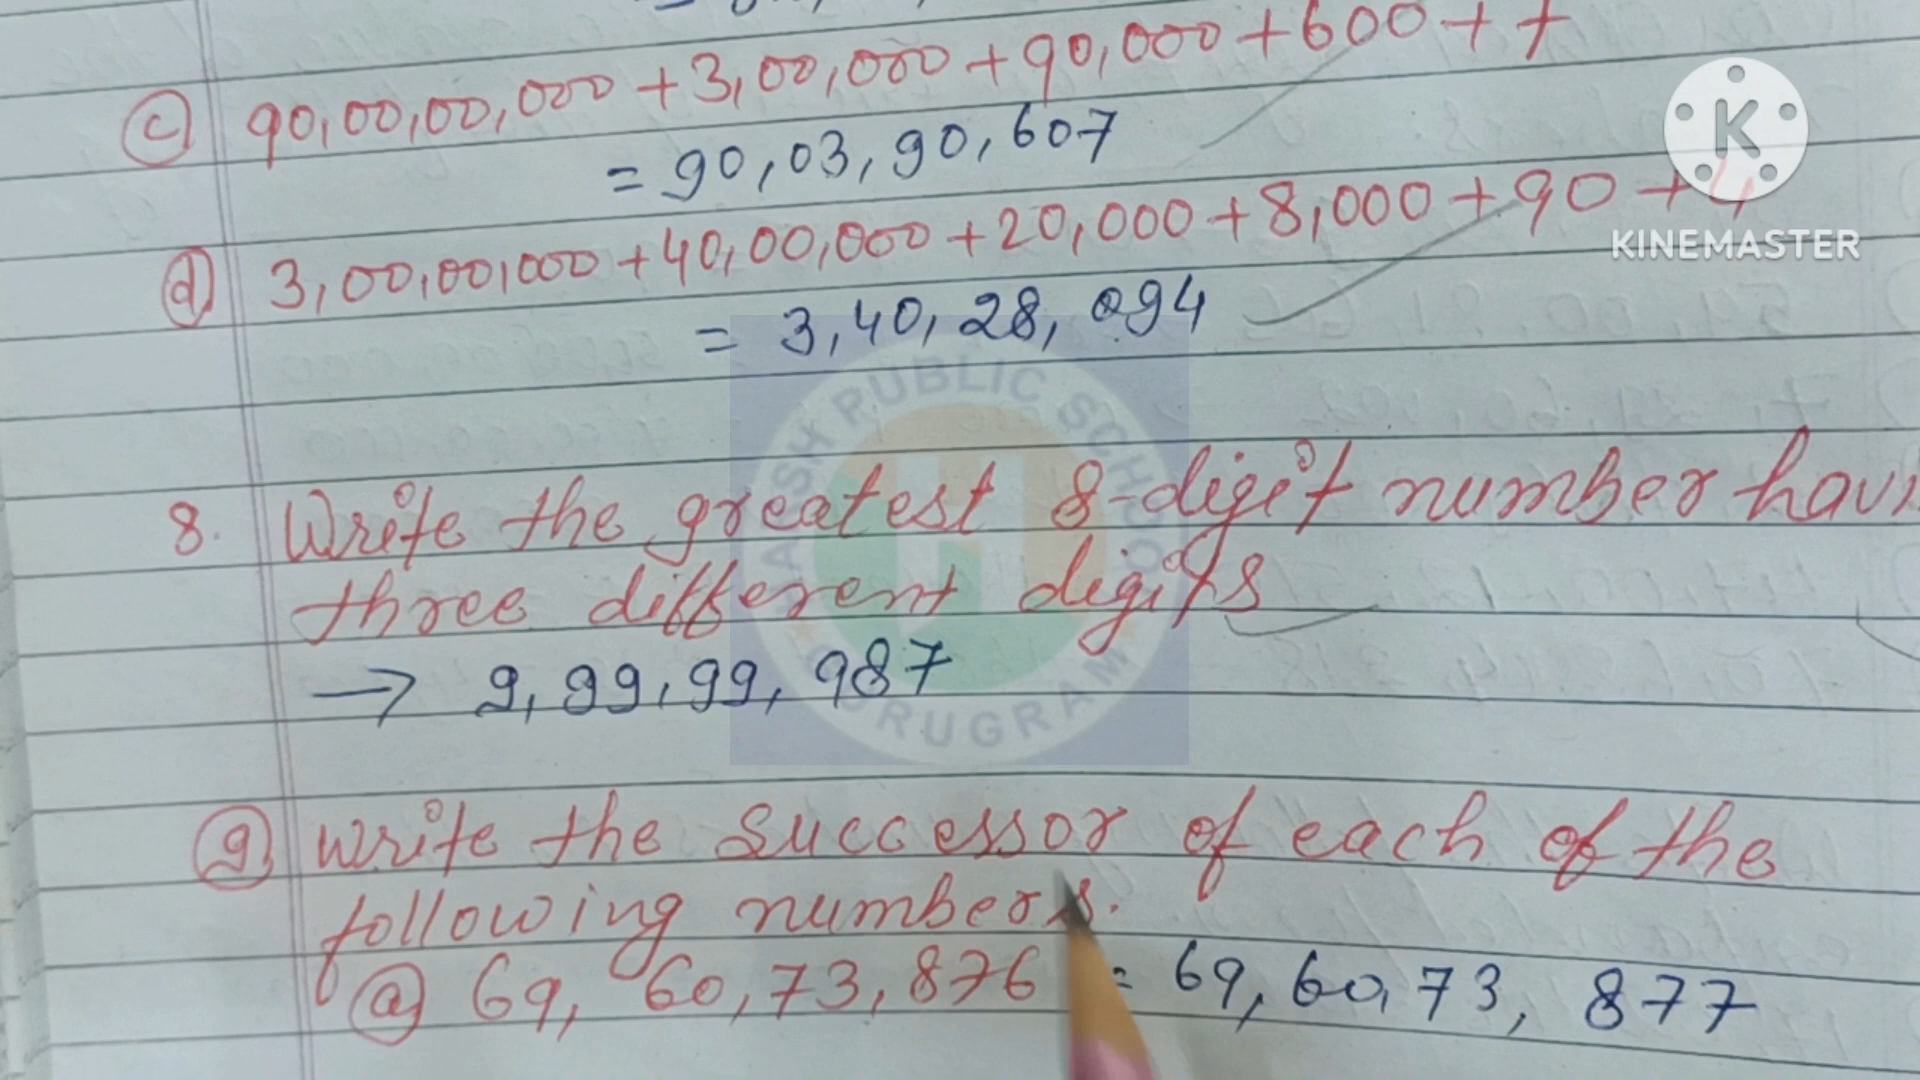 (c) 90,00,00,000 + 3,00,000 + 90,000 + 600 + 7
= 90,03,90,607
(d) 3,00,00,000 + 40,00,000 + 20,000 + 8,000 + 90 + 4
= 3,40,28,094
KINEMASTER
8. Write the greatest 8-digit number havi
three different digits
→ 9,99,99,987
(9) Write the successor of each of the
following numbers.
(a) 69,60,73,876 = 69,60,73,877
PUBLIC SCHOOL
GURUGRAM